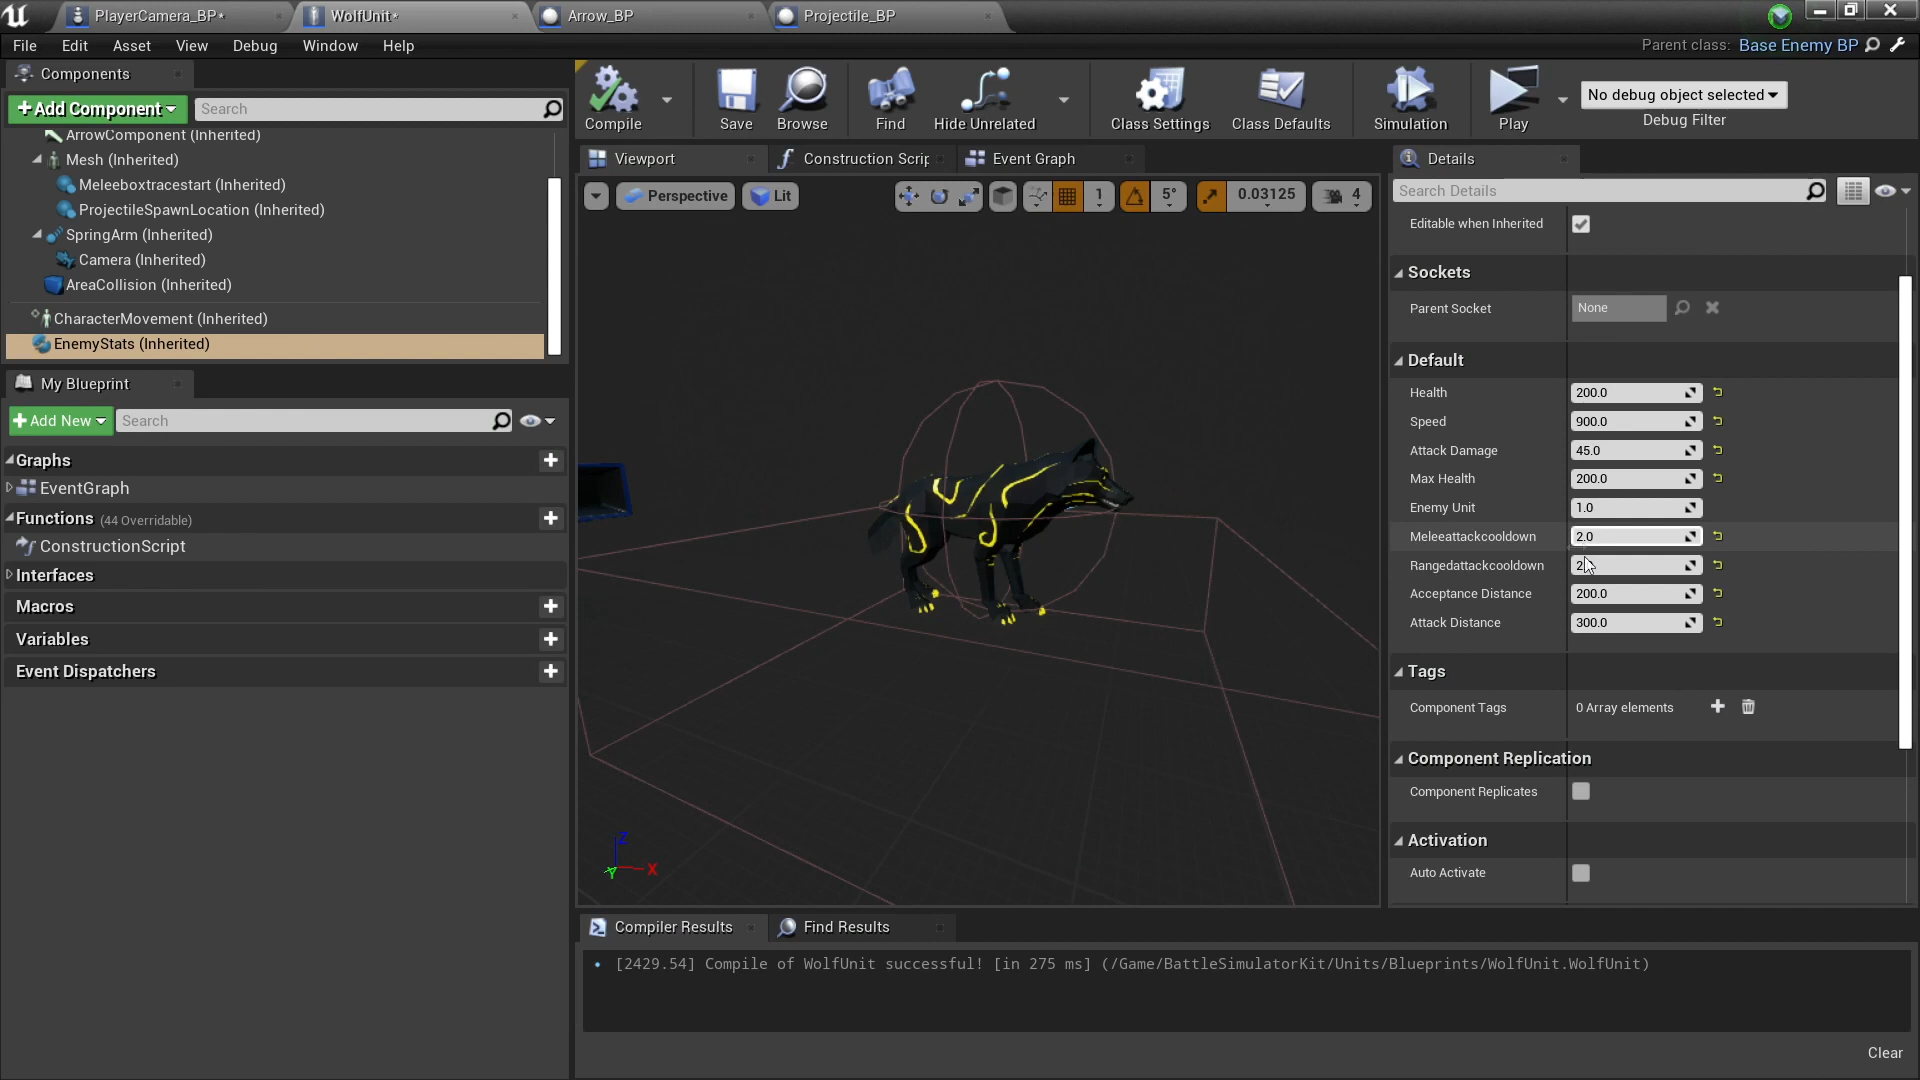 PlayerCamera_BP*
WolfUnit*
Arrow_BP
Projectile_BP
File Edit Asset View Debug Window Help
Parent class: Base Enemy BP
Components
+Add Component
Search
ArrowComponent (Inherited)
Mesh (Inherited)
Meleeboxtracestart (Inherited)
ProjectileSpawnLocation (Inherited)
SpringArm (Inherited)
Camera (Inherited)
AreaCollision (Inherited)
CharacterMovement (Inherited)
EnemyStats (Inherited)
My Blueprint
+Add New
Search
Graphs
EventGraph
Functions (44 Overridable)
ConstructionScript
Interfaces
Macros
Variables
Event Dispatchers
Compile
Save
Browse
Find
Hide Unrelated
Class Settings
Class Defaults
Simulation
Play
No debug object selected
Debug Filter
Viewport
Construction Scrip
Event Graph
Perspective
Lit
1
5°
0.03125
4
Z
X
Y
Details
Search Details
Editable when Inherited
Sockets
Parent Socket None
Default
Health 200.0
Speed 900.0
Attack Damage 45.0
Max Health 200.0
Enemy Unit 1.0
Meleeattackcooldown 2.0
Rangedattackcooldown 2
Acceptance Distance 200.0
Attack Distance 300.0
Tags
Component Tags 0 Array elements
Component Replication
Component Replicates
Activation
Auto Activate
Compiler Results
Find Results
[2429.54] Compile of WolfUnit successful! [in 275 ms] (/Game/BattleSimulatorKit/Units/Blueprints/WolfUnit.WolfUnit)
Clear